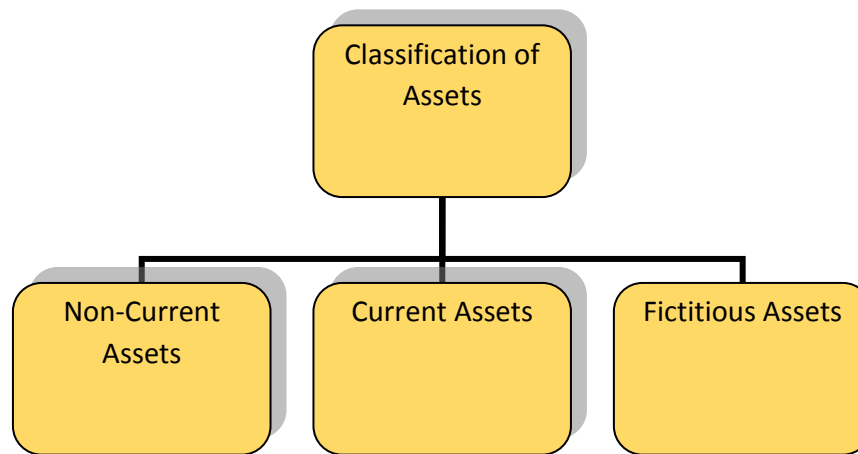 Classification of
Assets
Non-Current
Assets
Current Assets
Fictitious Assets